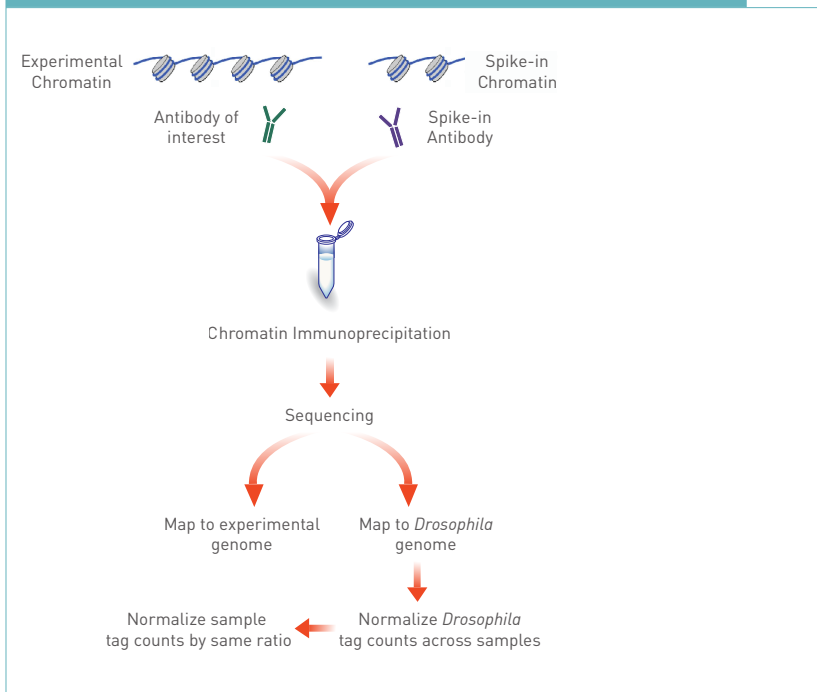 Experimental
Chromatin
Spike-in
Chromatin
Antibody of
interest
Spike-in
Antibody
Chromatin Immunoprecipitation
Sequencing
Map to experimental
genome
Map to Drosophila
genome
Normalize sample
tag counts by same ratio
Normalize Drosophila
tag counts across samples